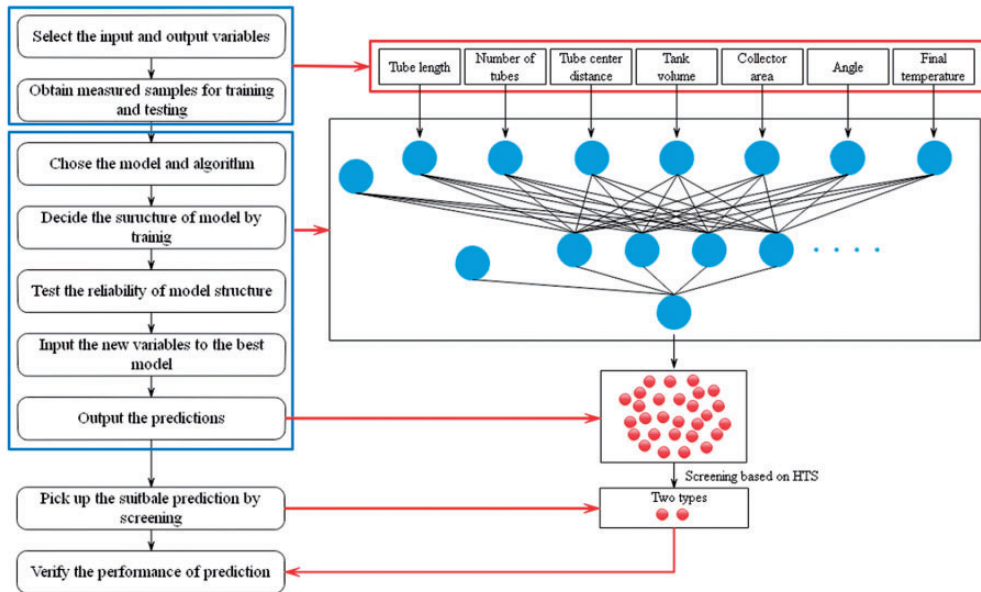 Select the input and output variables
Obtain measured samples for training
and testing
Chose the model and algorithm
Decide the suructure of model by
trainig
Test the reliability of model structure
Input the new variables to the best
model
Output the predictions
Pick up the suitbale prediction by
screening
Verify the performance of prediction
Tube length
Number of
tubes
Tube center
distance
Tank
volume
Collector
area
Angle
Final
temperature
Screening based on HTS
Two types